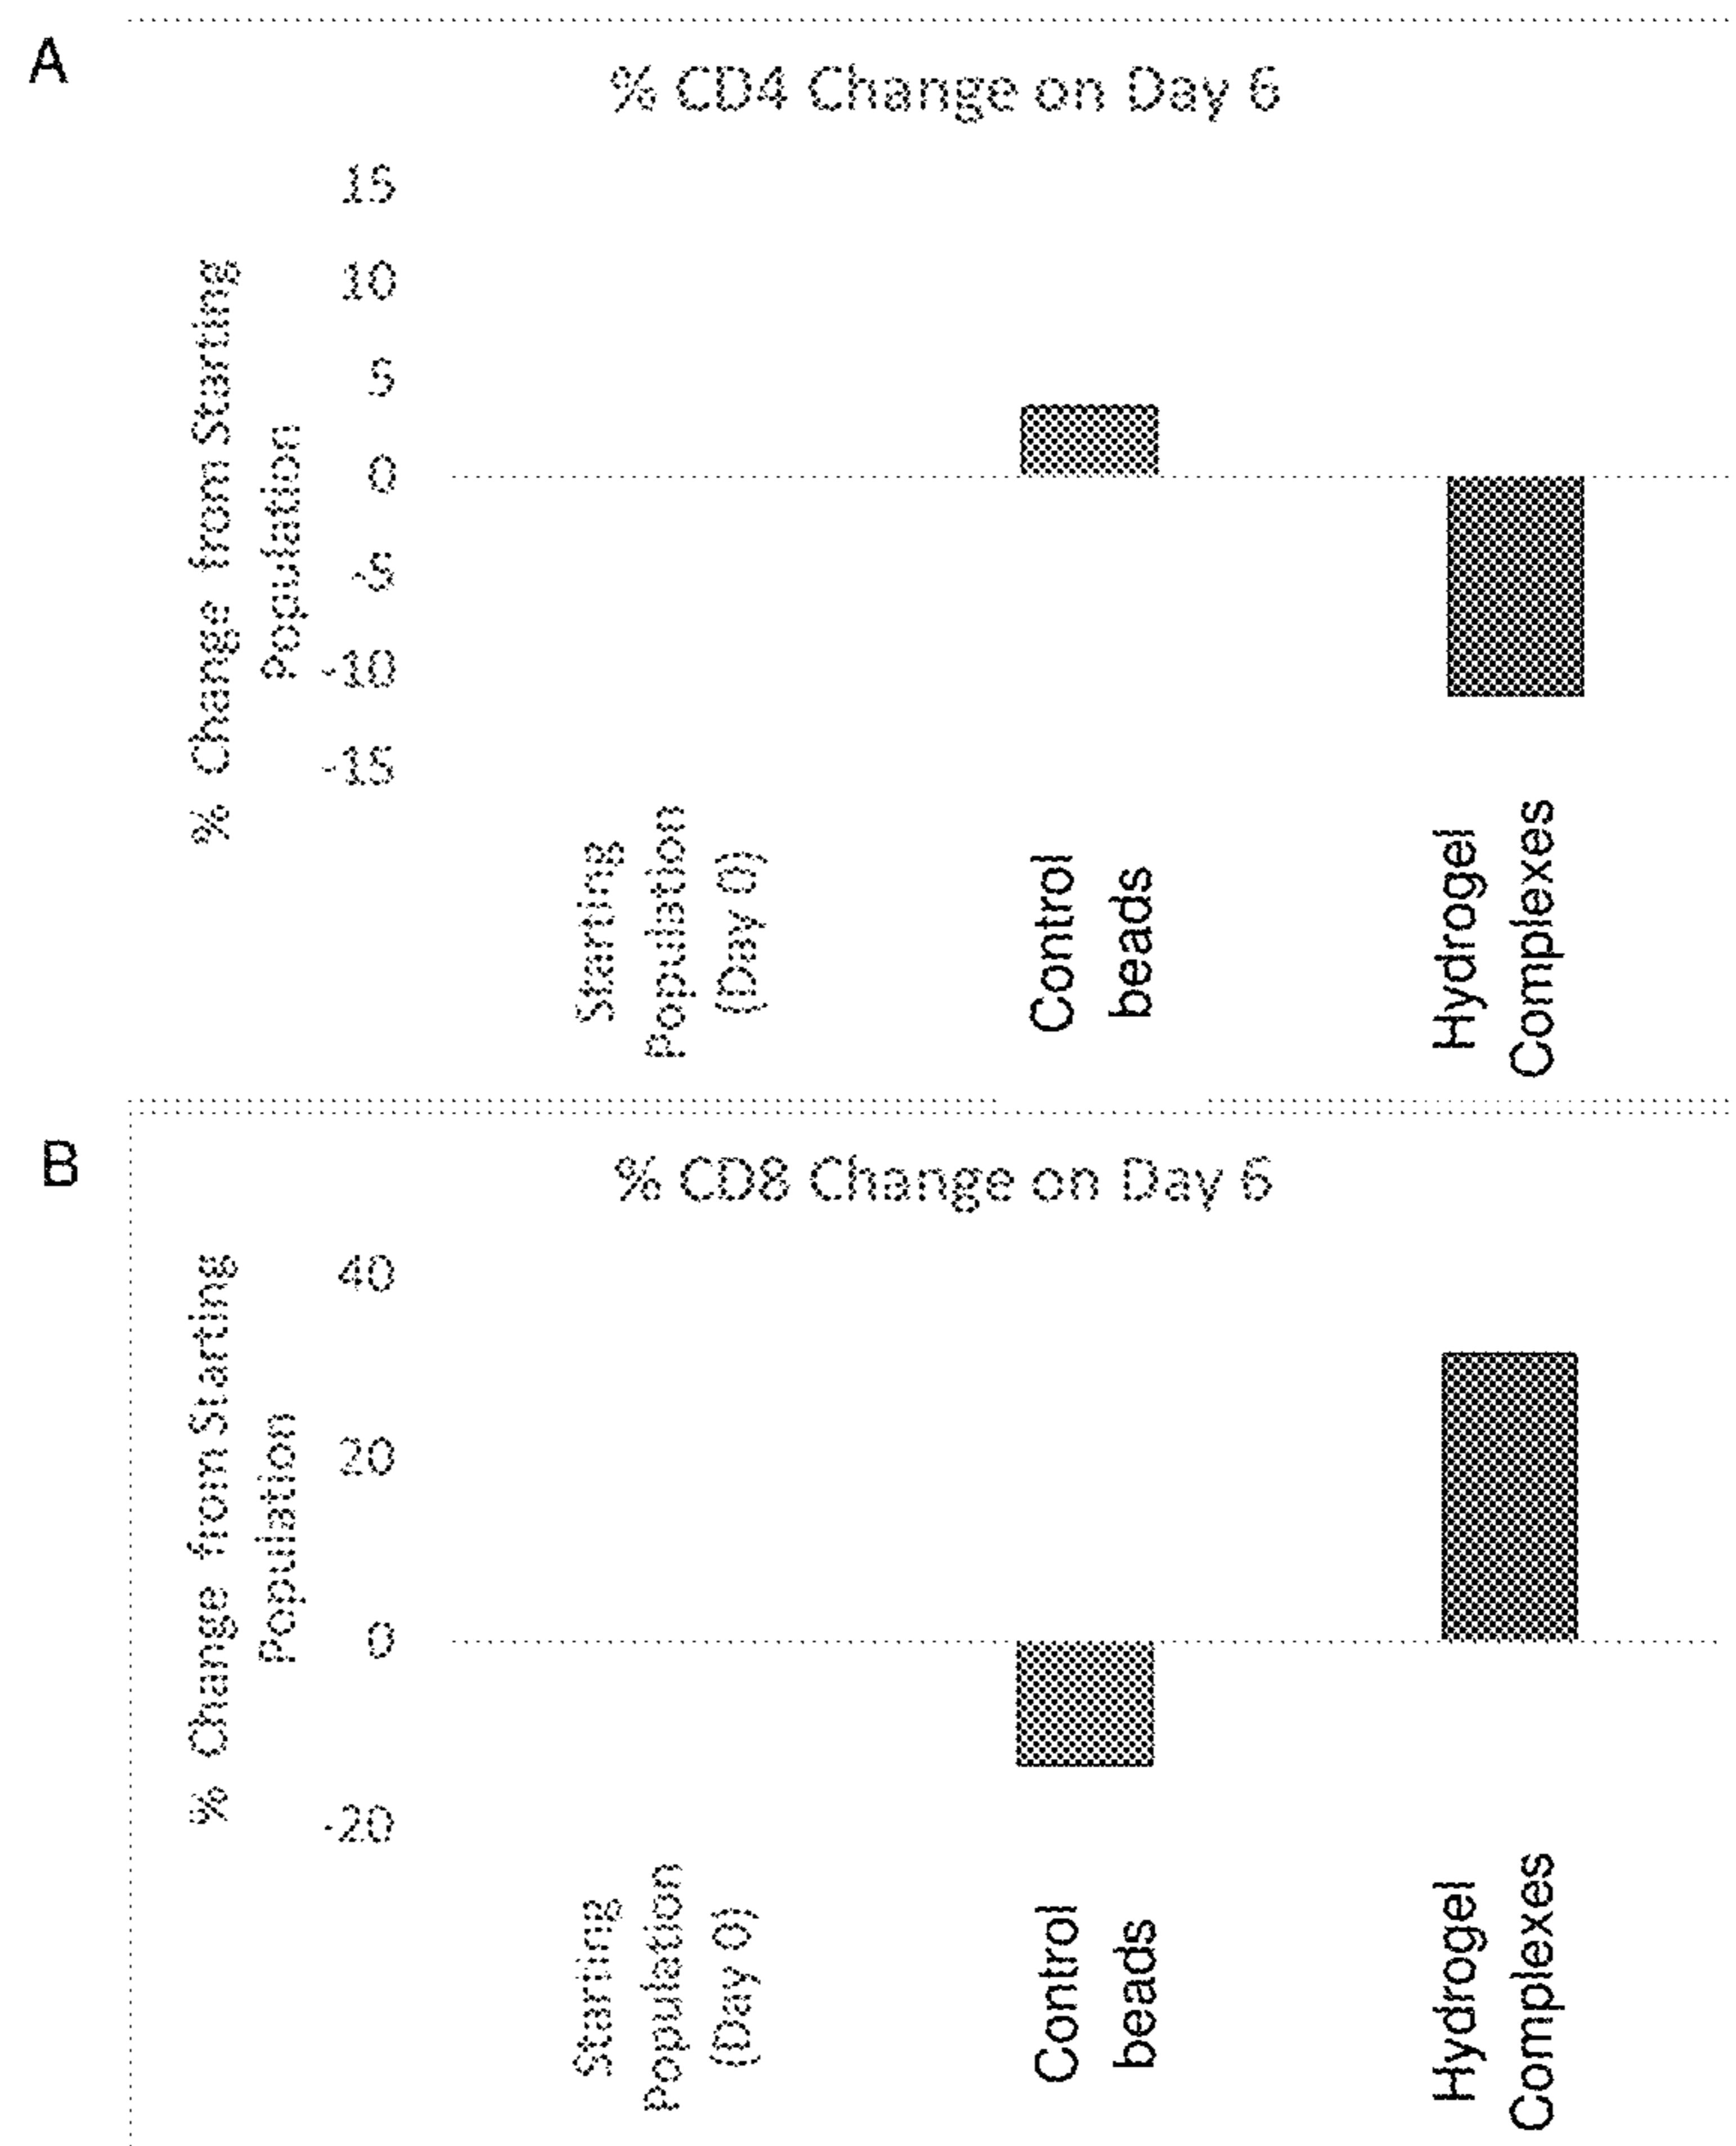 A
% CD4 Change on Day 6
% Change from Starting
Population
15
10
5
0
-5
-10
-15
Starting
Population
(Day 0)
Control
beads
Hydrogel
Complexes
B
% CD8 Change on Day 6
% Change from Starting
Population
40
20
0
-20
Starting
Population
(Day 0)
Control
beads
Hydrogel
Complexes